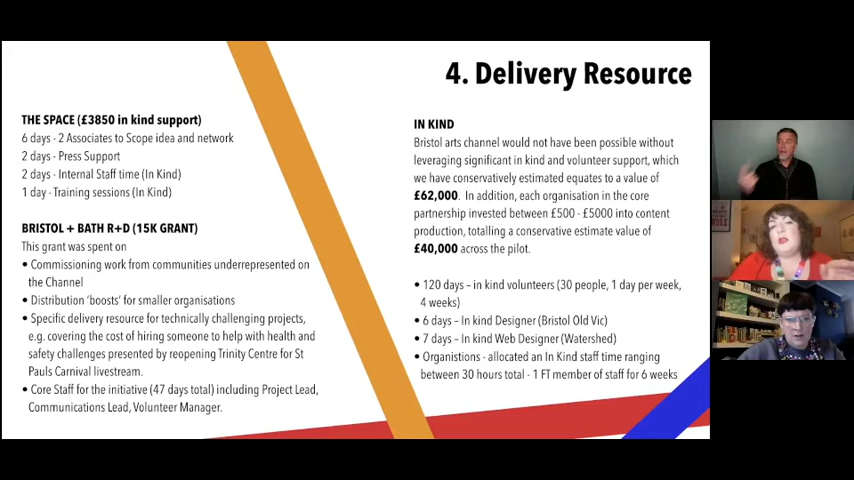 4. Delivery Resource
THE SPACE (£3850 in kind support)
6 days - 2 Associates to Scope idea and network
2 days - Press Support
2 days - Internal Staff time (In Kind)
1 day - Training sessions (In Kind)
BRISTOL + BATH R+D (15K GRANT)
This grant was spent on
• Commissioning work from communities underrepresented on
the Channel
• Distribution ‘boosts’ for smaller organisations
• Specific delivery resource for technically challenging projects,
e.g. covering the cost of hiring someone to help with health and
safety challenges presented by reopening Trinity Centre for St
Pauls Carnival livestream.
• Core Staff for the initiative (47 days total) including Project Lead,
Communications Lead, Volunteer Manager.
IN KIND
Bristol arts channel would not have been possible without
leveraging significant in kind and volunteer support, which
we have conservatively estimated equates to a value of
£62,000. In addition, each organisation in the core
partnership invested between £500 - £5000 into content
production, totalling a conservative estimate value of
£40,000 across the pilot.
• 120 days – in kind volunteers (30 people, 1 day per week,
4 weeks)
• 6 days – In kind Designer (Bristol Old Vic)
• 7 days – In kind Web Designer (Watershed)
• Organistions - allocated an In Kind staff time ranging
between 30 hours total - 1 FT member of staff for 6 weeks